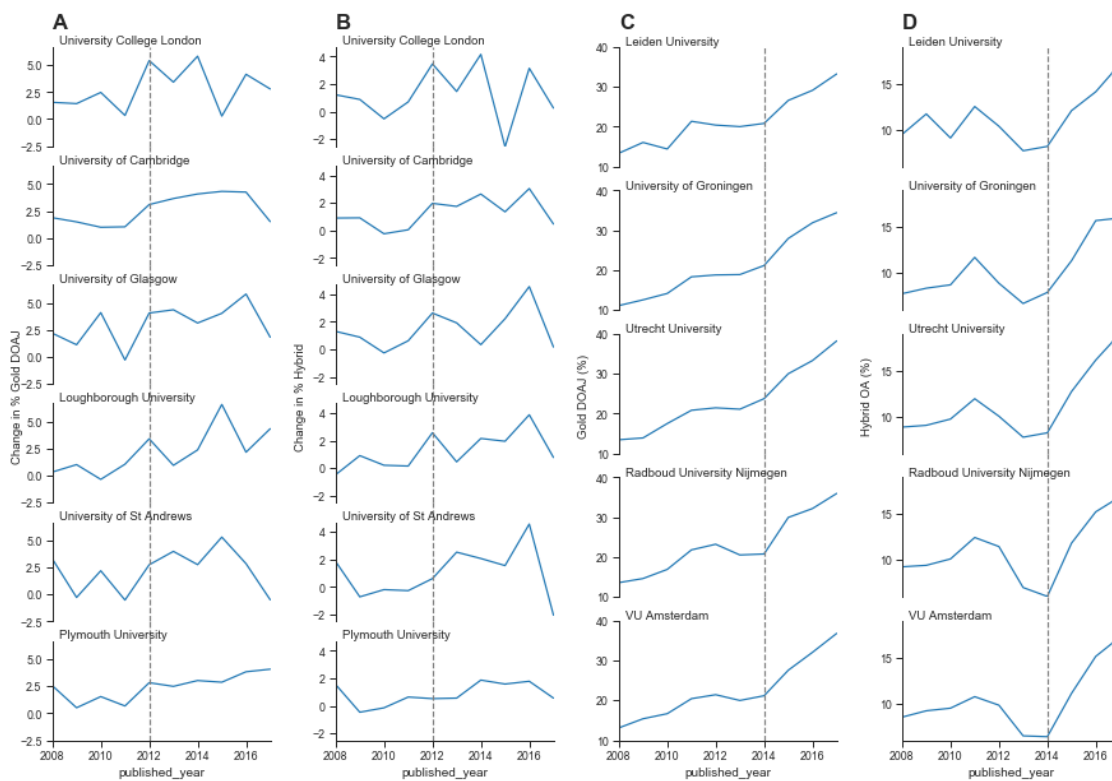 A
University College London
5.0
2.5
0.0
−2.5
University of Cambridge
5.0
2.5
0.0
−2.5
University of Glasgow
5.0
2.5
0.0
−2.5
Loughborough University
5.0
2.5
0.0
−2.5
University of St Andrews
5.0
2.5
0.0
−2.5
Plymouth University
5.0
2.5
0.0
−2.5
2008 2010 2012 2014 2016
published_year
Change in % Gold DOAJ
B
University College London
4
2
0
−2
University of Cambridge
4
2
0
−2
University of Glasgow
4
2
0
−2
Loughborough University
4
2
0
−2
University of St Andrews
4
2
0
−2
Plymouth University
4
2
0
−2
2008 2010 2012 2014 2016
published_year
Change in % Hybrid
C
Leiden University
40
30
20
10
University of Groningen
40
30
20
10
Utrecht University
40
30
20
10
Radboud University Nijmegen
40
30
20
10
VU Amsterdam
40
30
20
10
2008 2010 2012 2014 2016
published_year
Gold DOAJ (%)
D
Leiden University
15
10
University of Groningen
15
10
Utrecht University
15
10
Radboud University Nijmegen
15
10
VU Amsterdam
15
10
2008 2010 2012 2014 2016
published_year
Hybrid OA (%)